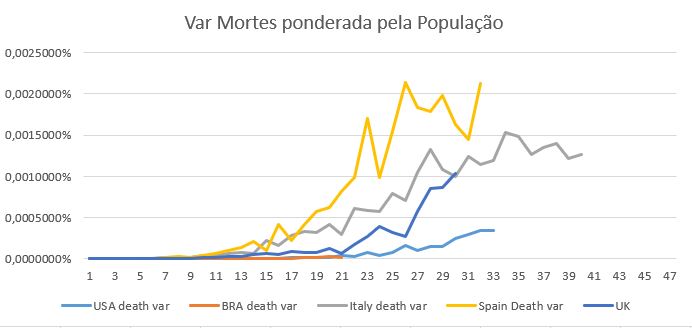 Var Mortes ponderada pela População
0,0025000%
0,0020000%
0,0015000%
0,0010000%
0,0005000%
0,0000000%
1 3 5 7 9 11 13 15 17 19 21 23 25 27 29 31 33 35 37 39 41 43 45 47
USA death var BRA death var Italy death var Spain Death var UK